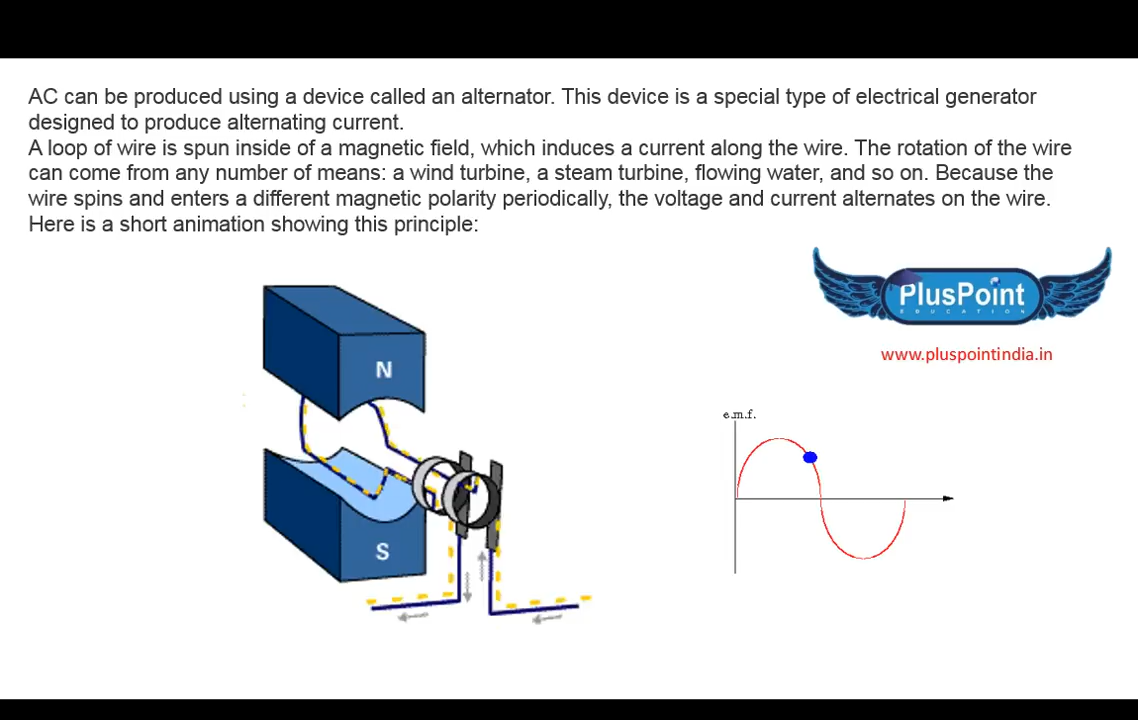 AC can be produced using a device called an alternator. This device is a special type of electrical generator
designed to produce alternating current.
A loop of wire is spun inside of a magnetic field, which induces a current along the wire. The rotation of the wire
can come from any number of means: a wind turbine, a steam turbine, flowing water, and so on. Because the
wire spins and enters a different magnetic polarity periodically, the voltage and current alternates on the wire.
Here is a short animation showing this principle:
PlusPoint
EDUCATION
www.pluspointindia.in
N
e.m.f.
S